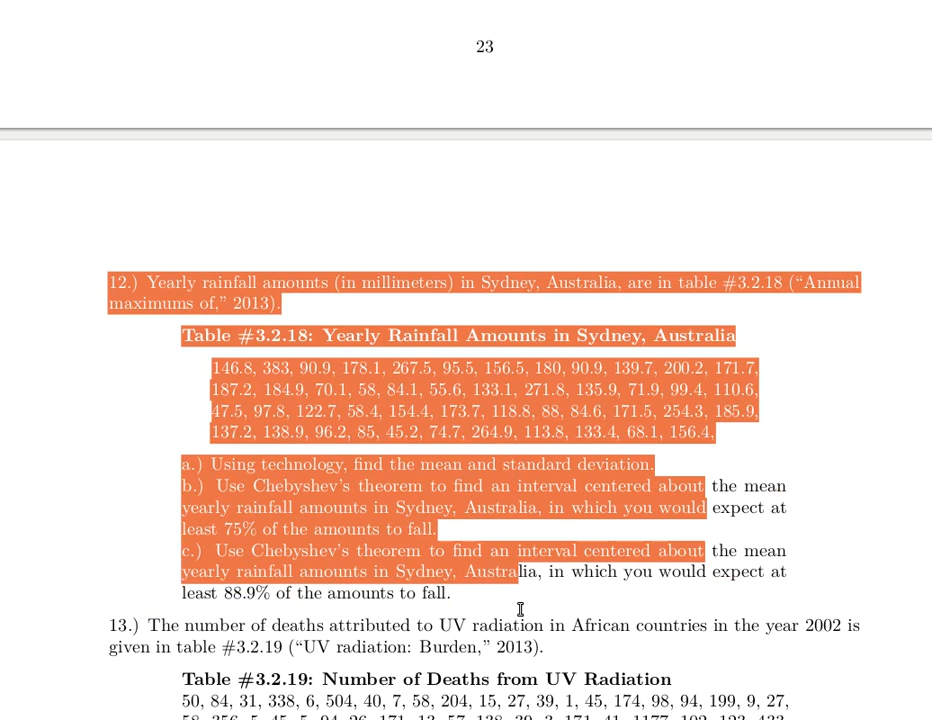 23
12.) Yearly rainfall amounts (in millimeters) in Sydney, Australia, are in table #3.2.18 (“Annual
maximums of,” 2013).
Table #3.2.18: Yearly Rainfall Amounts in Sydney, Australia
146.8, 383, 90.9, 178.1, 267.5, 95.5, 156.5, 180, 90.9, 139.7, 200.2, 171.7,
187.2, 184.9, 70.1, 58, 84.1, 55.6, 133.1, 271.8, 135.9, 71.9, 99.4, 110.6,
47.5, 97.8, 122.7, 58.4, 154.4, 173.7, 118.8, 88, 84.6, 171.5, 254.3, 185.9,
137.2, 138.9, 96.2, 85, 45.2, 74.7, 264.9, 113.8, 133.4, 68.1, 156.4,
a.) Using technology, find the mean and standard deviation.
b.) Use Chebyshev’s theorem to find an interval centered about the mean
yearly rainfall amounts in Sydney, Australia, in which you would expect at
least 75% of the amounts to fall.
c.) Use Chebyshev’s theorem to find an interval centered about the mean
yearly rainfall amounts in Sydney, Australia, in which you would expect at
least 88.9% of the amounts to fall.
13.) The number of deaths attributed to UV radiation in African countries in the year 2002 is
given in table #3.2.19 (“UV radiation: Burden,” 2013).
Table #3.2.19: Number of Deaths from UV Radiation
50, 84, 31, 338, 6, 504, 40, 7, 58, 204, 15, 27, 39, 1, 45, 174, 98, 94, 199, 9, 27,